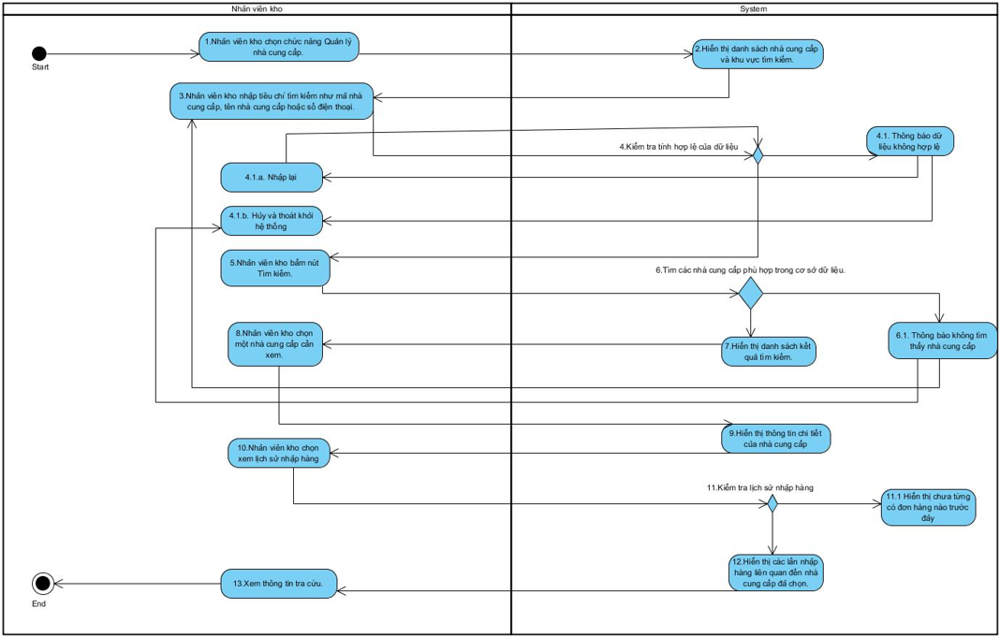 Nhân viên kho
System
1.Nhân viên kho chọn chức năng Quản lý
nhà cung cấp.
2.Hiển thị danh sách nhà cung cấp
và khu vực tìm kiếm.
Start
3.Nhân viên kho nhập tiêu chí tìm kiếm như mã nhà
cung cấp, tên nhà cung cấp hoặc số điện thoại.
4.Kiểm tra tính hợp lệ của dữ liệu
4.1. Thông báo dữ
liệu không hợp lệ
4.1.a. Nhập lại
4.1.b. Hủy và thoát khỏi
hệ thống
5.Nhân viên kho bấm nút
Tìm kiếm.
6.Tìm các nhà cung cấp phù hợp trong cơ sở dữ liệu.
8.Nhân viên kho chọn
một nhà cung cấp cần
xem.
7.Hiển thị danh sách kết
quả tìm kiếm.
6.1. Thông báo không tìm
thấy nhà cung cấp
9.Hiển thị thông tin chi tiết
của nhà cung cấp
10.Nhân viên kho chọn
xem lịch sử nhập hàng
11.Kiểm tra lịch sử nhập hàng
11.1 Hiển thị chưa từng
có đơn hàng nào trước
đây
12.Hiển thị các lần nhập
hàng liên quan đến nhà
cung cấp đã chọn.
13.Xem thông tin tra cứu.
End